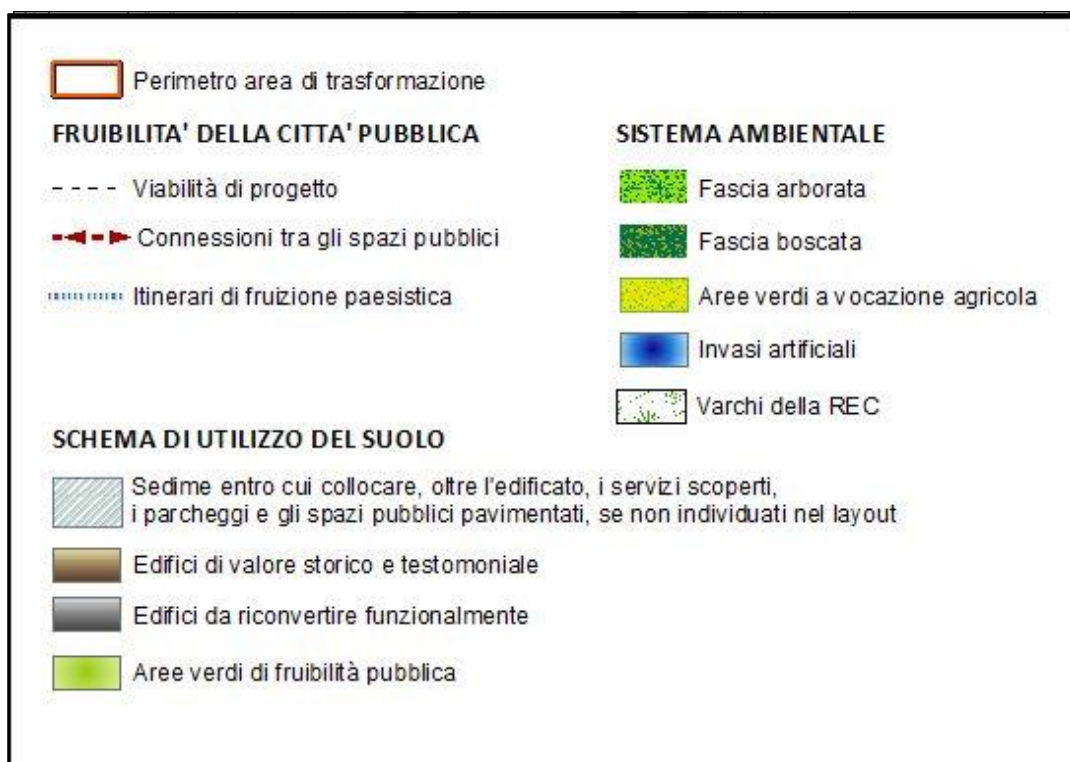 Perimetro area di trasformazione
FRUIBILITA' DELLA CITTA' PUBBLICA
Viabilità di progetto
Connessioni tra gli spazi pubblici
Itinerari di fruizione paesistica
SISTEMA AMBIENTALE
Fascia arborata
Fascia boscata
Aree verdi a vocazione agricola
Invasi artificiali
Varchi della REC
SCHEMA DI UTILIZZO DEL SUOLO
Sedime entro cui collocare, oltre l'edificato, i servizi scoperti,
i parcheggi e gli spazi pubblici pavimentati, se non individuati nel layout
Edifici di valore storico e testomoniale
Edifici da riconvertire funzionalmente
Aree verdi di fruibilità pubblica